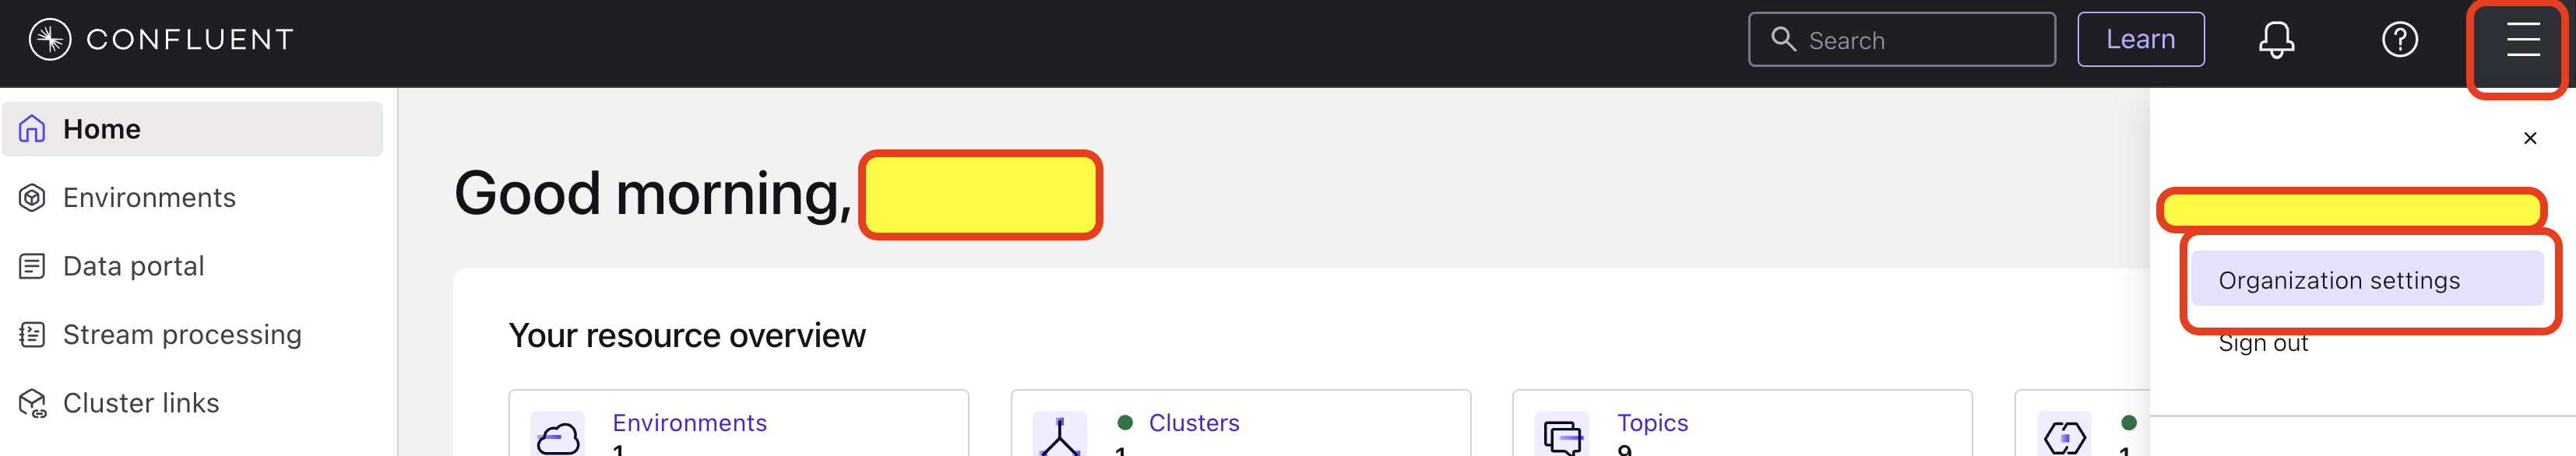 CONFLUENT
Search
Learn
Home
Environments
Data portal
Stream processing
Cluster links
Good morning,
Your resource overview
Environments
1
Clusters
1
Topics
9
1
×
Organization settings
Sign out